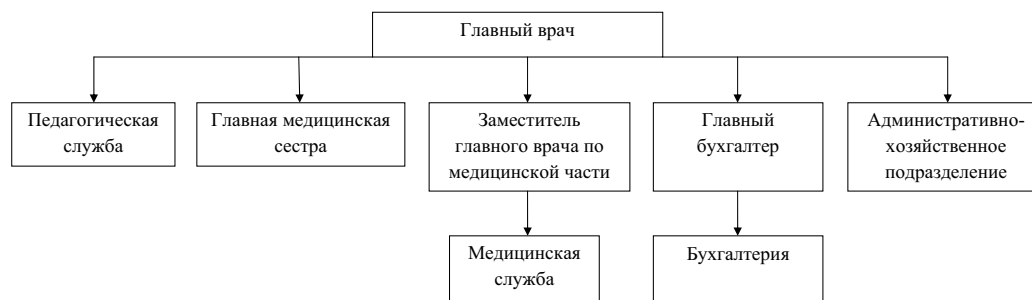 Главный врач
Педагогическая
служба
Главная медицинская
сестра
Заместитель
главного врача по
медицинской части
Главный
бухгалтер
Административно-
хозяйственное
подразделение
Медицинская
служба
Бухгалтерия